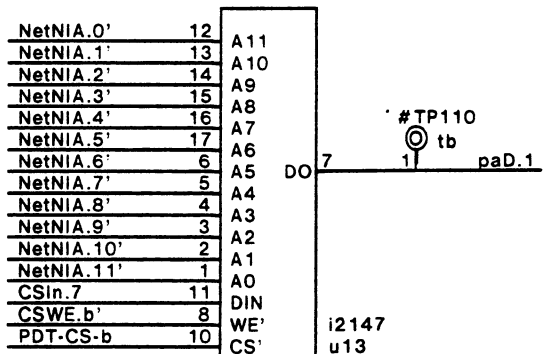 NetNIA.0' 12 A11
NetNIA.1' 13 A10
NetNIA.2' 14 A9
NetNIA.3' 15 A8
NetNIA.4' 16 A7
NetNIA.5' 17 A6
NetNIA.6' 6 A5
NetNIA.7' 5 A4
NetNIA.8' 4 A3
NetNIA.9' 3 A2
NetNIA.10' 2 A1
NetNIA.11' 1 A0
CSIn.7 11 DIN
CSWE.b' 8 WE'
PDT-CS-b 10 CS'
#TP110
tb
DO 7 1 paD.1
i2147
u13